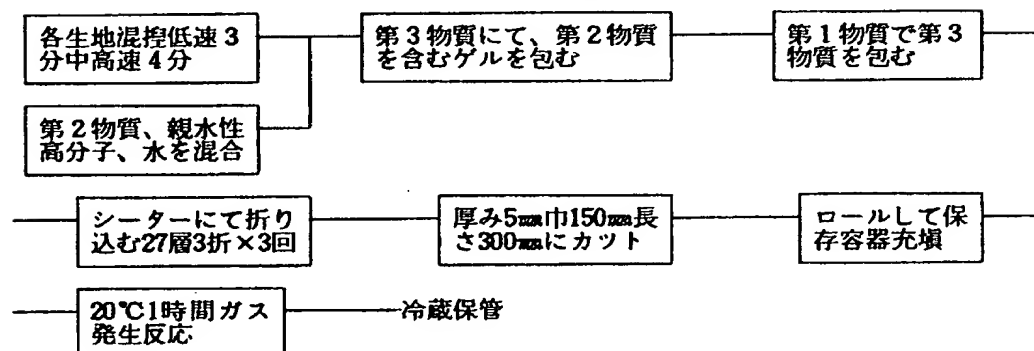 各生地混捏低速3
分中高速4分
第3物質にて、第2物質
を含むゲルを包む
第1物質で第3
物質を包む
第2物質、親水性
高分子、水を混合
シーターにて折り
込む27層3折×3回
厚み5㎜巾150㎜長
さ300㎜にカット
ロールして保
存容器充塡
20℃1時間ガス
発生反応
冷蔵保管